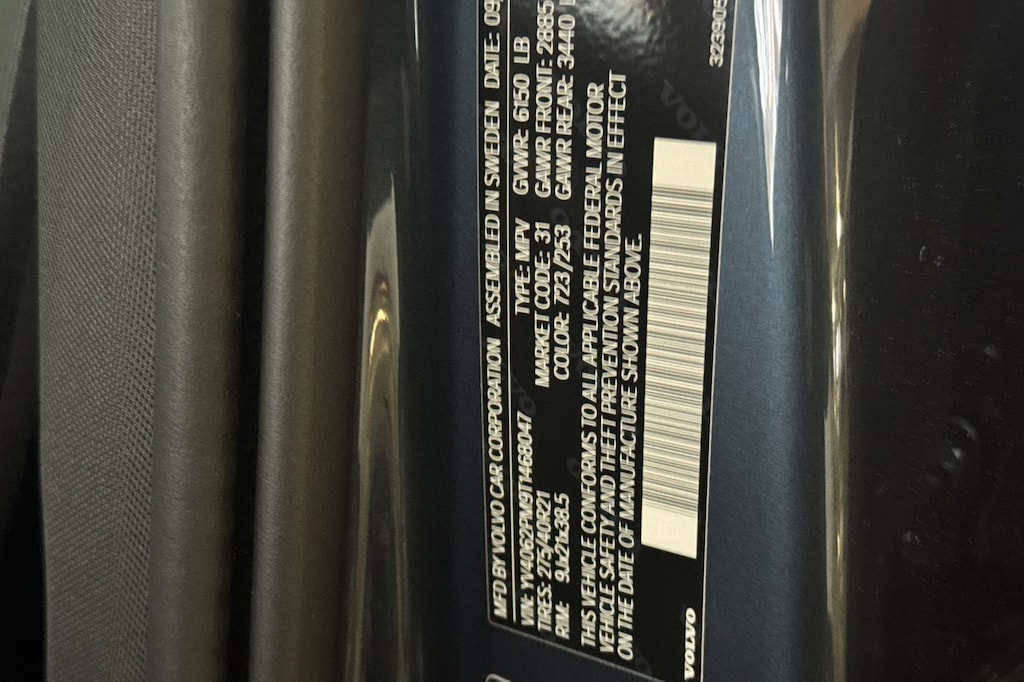 MFD BY VOLVO CAR CORPORATION ASSEMBLED IN SWEDEN DATE: 09
VIN: YV4062PM9T1468047 TYPE: MPV GVWR: 6150 LB
TIRES: 275/40R21 MARKET CODE: 31 GAWR FRONT: 2885
RIM: 9Jx21x38.5 COLOR: 723/253 GAWR REAR: 3440
THIS VEHICLE CONFORMS TO ALL APPLICABLE FEDERAL MOTOR
VEHICLE SAFETY AND THEFT PREVENTION STANDARDS IN EFFECT
ON THE DATE OF MANUFACTURE SHOWN ABOVE.
VOLVO 323905